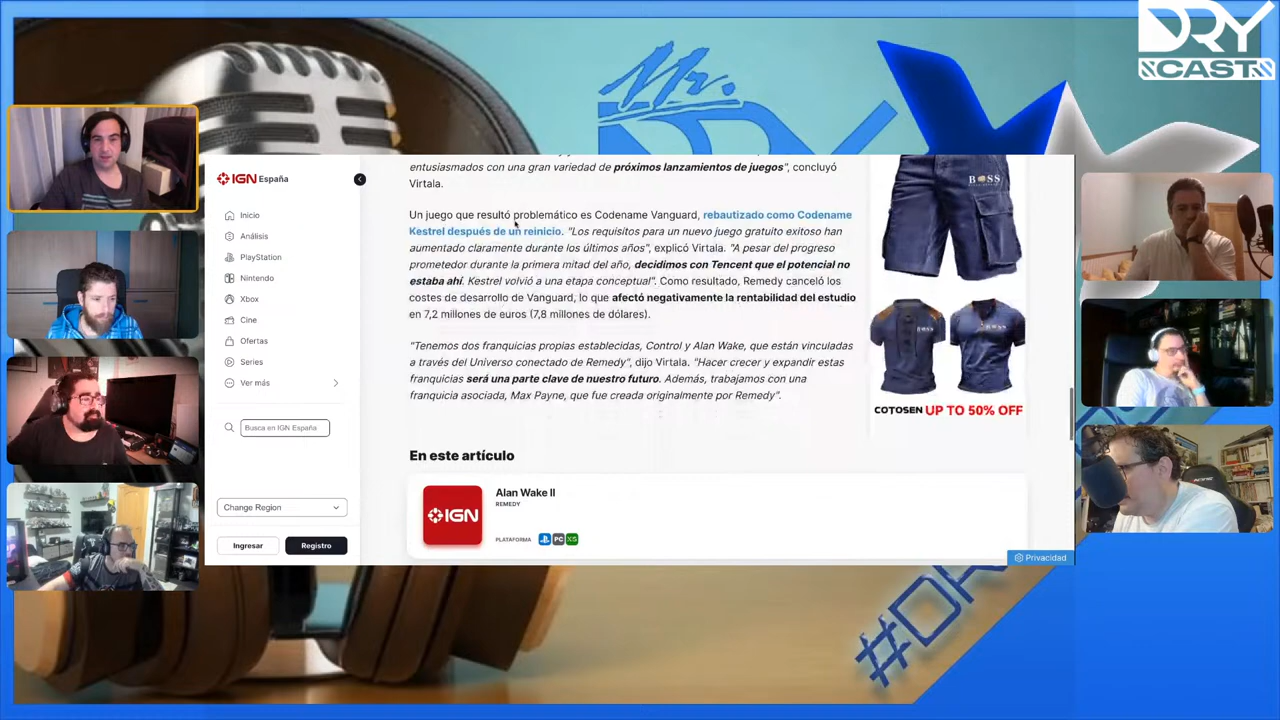 DRY
CAST
Mr.
DRY
IGN España
Inicio
Análisis
PlayStation
Nintendo
Xbox
Cine
Ofertas
Series
Ver más
Busca en IGN España
Change Region
Ingresar
Registro
entusiasmados con una gran variedad de próximos lanzamientos de juegos", concluyó
Virtala.
Un juego que resultó problemático es Codename Vanguard, rebautizado como Codename
Kestrel después de un reinicio. "Los requisitos para un nuevo juego gratuito exitoso han
aumentado claramente durante los últimos años", explicó Virtala. "A pesar del progreso
prometedor durante la primera mitad del año, decidimos con Tencent que el potencial no
estaba ahí. Kestrel volvió a una etapa conceptual". Como resultado, Remedy canceló los
costes de desarrollo de Vanguard, lo que afectó negativamente la rentabilidad del estudio
en 7,2 millones de euros (7,8 millones de dólares).
"Tenemos dos franquicias propias establecidas, Control y Alan Wake, que están vinculadas
a través del Universo conectado de Remedy", dijo Virtala. "Hacer crecer y expandir estas
franquicias será una parte clave de nuestro futuro. Además, trabajamos con una
franquicia asociada, Max Payne, que fue creada originalmente por Remedy".
En este artículo
IGN
Alan Wake II
REMEDY
PLATAFORMA PC XS
BOSS
BOSS
BOSS
COTOSEN UP TO 50% OFF
Privacidad